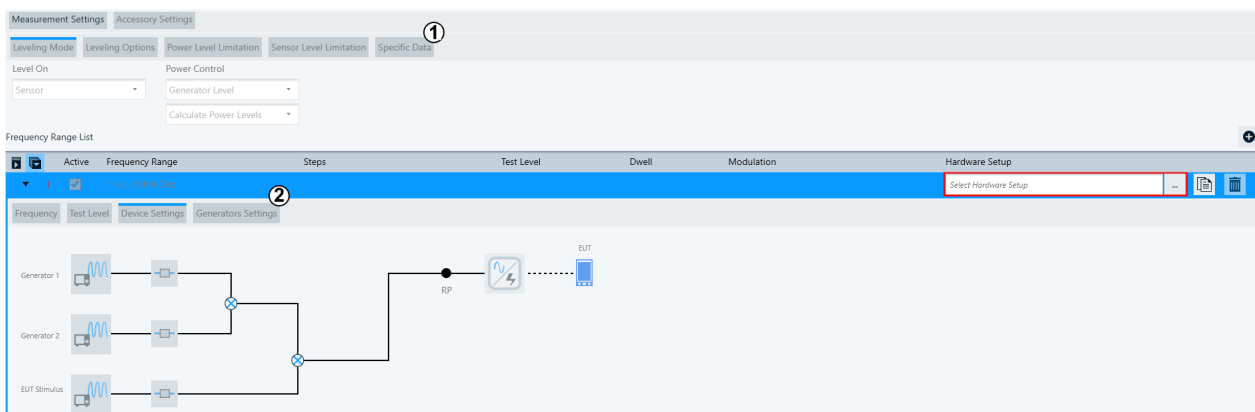 Measurement Settings Accessory Settings
1
Leveling Mode Leveling Options Power Level Limitation Sensor Level Limitation Specific Data
Level On Power Control
Sensor Generator Level
Calculate Power Levels
Frequency Range List
Active Frequency Range Steps Test Level Dwell Modulation Hardware Setup
1 Select Hardware Setup ...
2
Frequency Test Level Device Settings Generators Settings
EUT
Generator 1
RP
Generator 2
EUT Stimulus